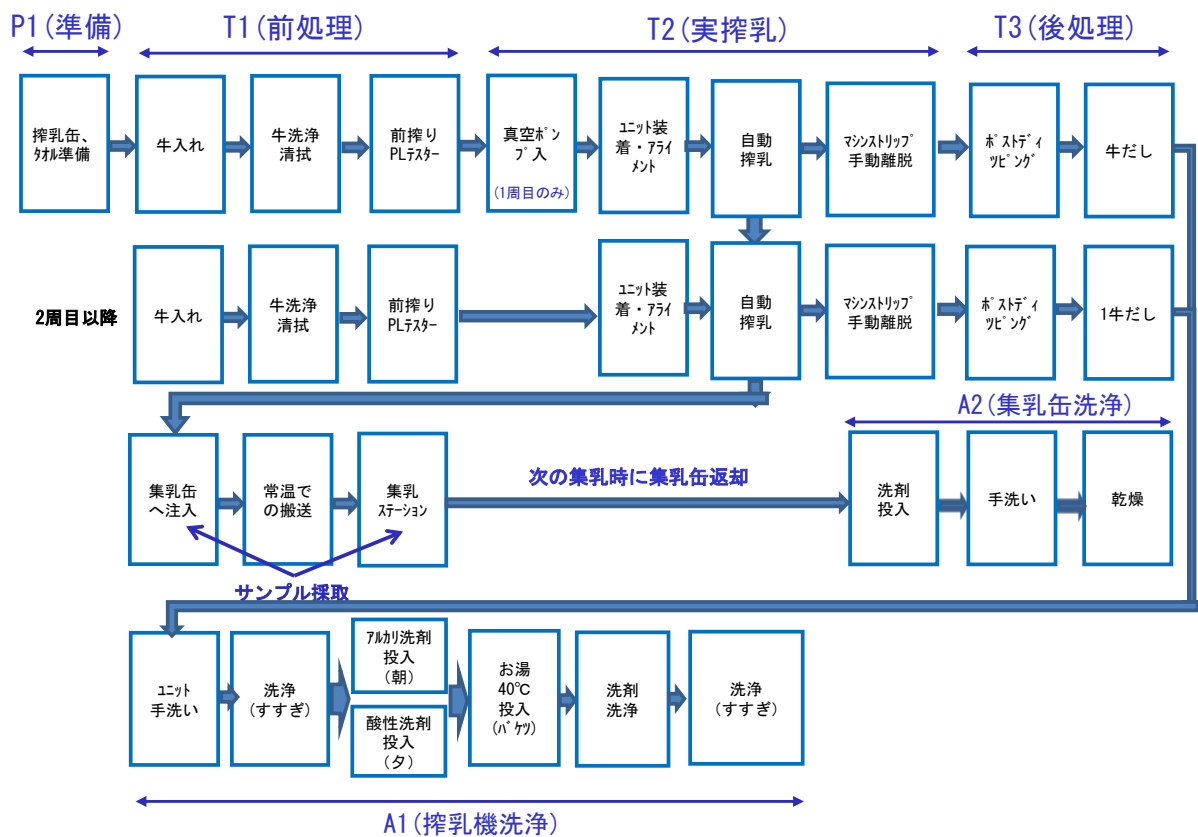 P1(準備)
T1(前処理)
T2(実搾乳)
T3(後処理)
搾乳缶、
ﾀｵﾙ準備
牛入れ
牛洗浄
清拭
前搾り
PLﾃｽﾀｰ
真空ﾎﾟﾝ
ﾌﾟ入
(1周目のみ)
ﾕﾆｯﾄ装
着・ｱﾗｲ
ﾒﾝﾄ
自動
搾乳
ﾏｼﾝｽﾄﾘｯﾌﾟ
手動離脱
ﾎﾟｽﾄﾃﾞｨ
ﾂﾋﾟﾝｸﾞ
牛だし
2周目以降
牛入れ
牛洗浄
清拭
前搾り
PLﾃｽﾀｰ
ﾕﾆｯﾄ装
着・ｱﾗｲ
ﾒﾝﾄ
自動
搾乳
ﾏｼﾝｽﾄﾘｯﾌﾟ
手動離脱
ﾎﾟｽﾄﾃﾞｨ
ﾂﾋﾟﾝｸﾞ
1牛だし
A2(集乳缶洗浄)
集乳缶
へ注入
常温で
の搬送
集乳
ｽﾃｰｼｮﾝ
次の集乳時に集乳缶返却
洗剤
投入
手洗い
乾燥
サンプル採取
ﾕﾆｯﾄ
手洗い
洗浄
(すすぎ)
ｱﾙｶﾘ洗剤
投入
(朝)
酸性洗剤
投入
(夕)
お湯
40℃
投入
(ﾊﾞｹﾂ)
洗剤
洗浄
洗浄
(すすぎ)
A1(搾乳機洗浄)